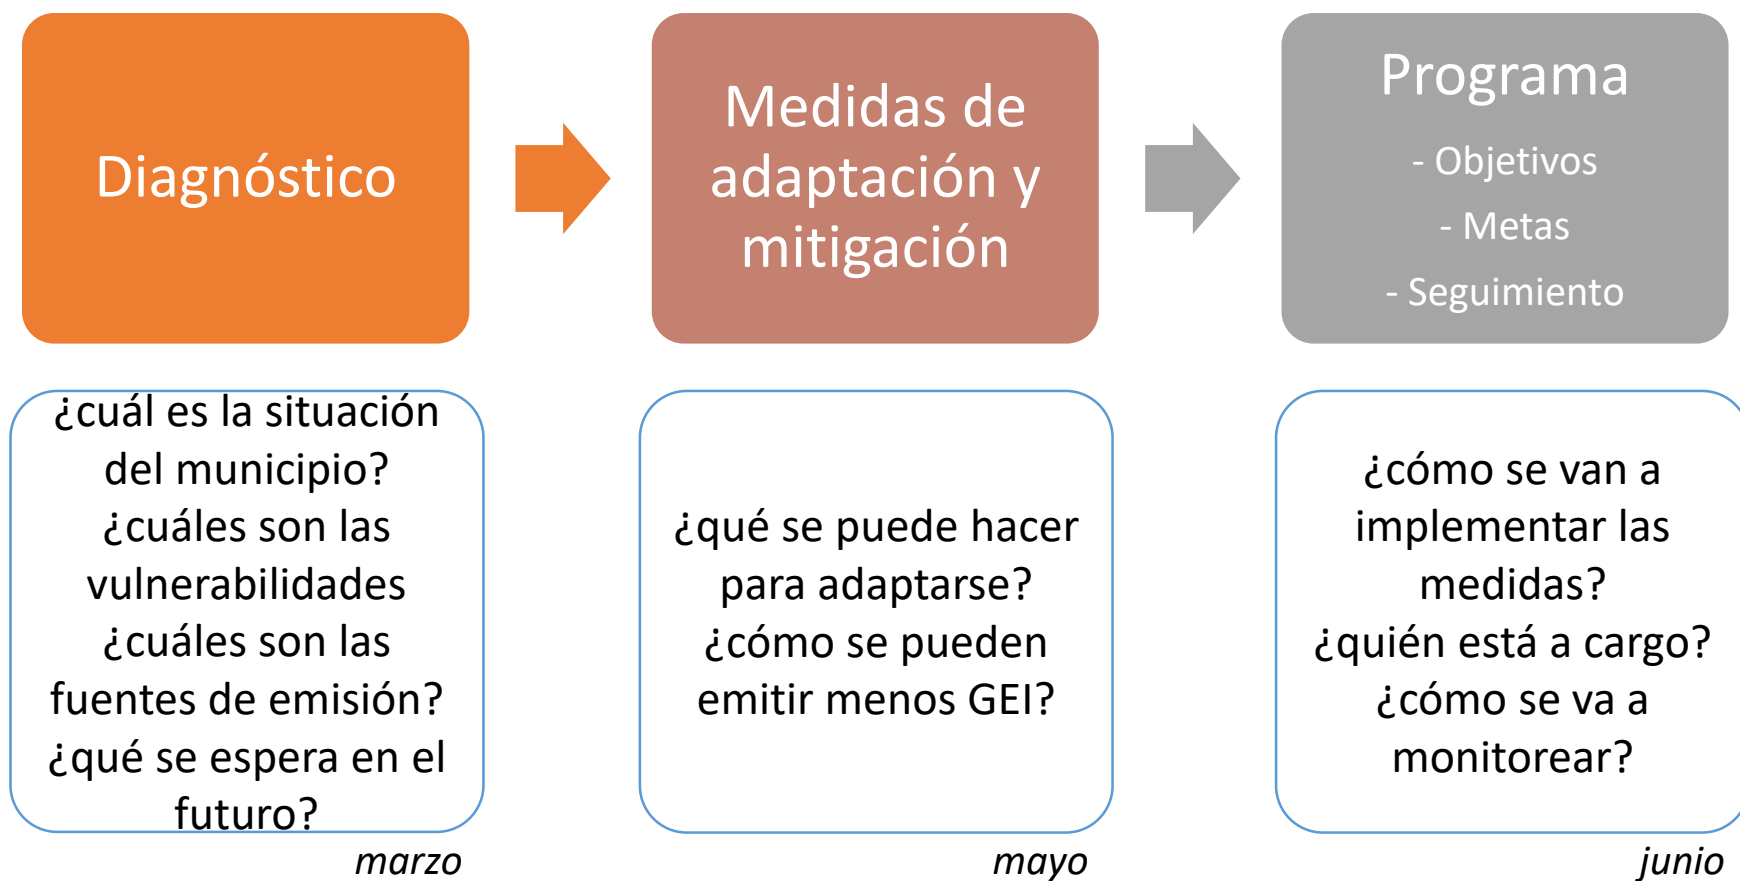 Diagnóstico
Medidas de
adaptación y
mitigación
Programa
- Objetivos
- Metas
- Seguimiento
¿cuál es la situación
del municipio?
¿cuáles son las
vulnerabilidades
¿cuáles son las
fuentes de emisión?
¿qué se espera en el
futuro?
marzo
¿qué se puede hacer
para adaptarse?
¿cómo se pueden
emitir menos GEI?
mayo
¿cómo se van a
implementar las
medidas?
¿quién está a cargo?
¿cómo se va a
monitorear?
junio